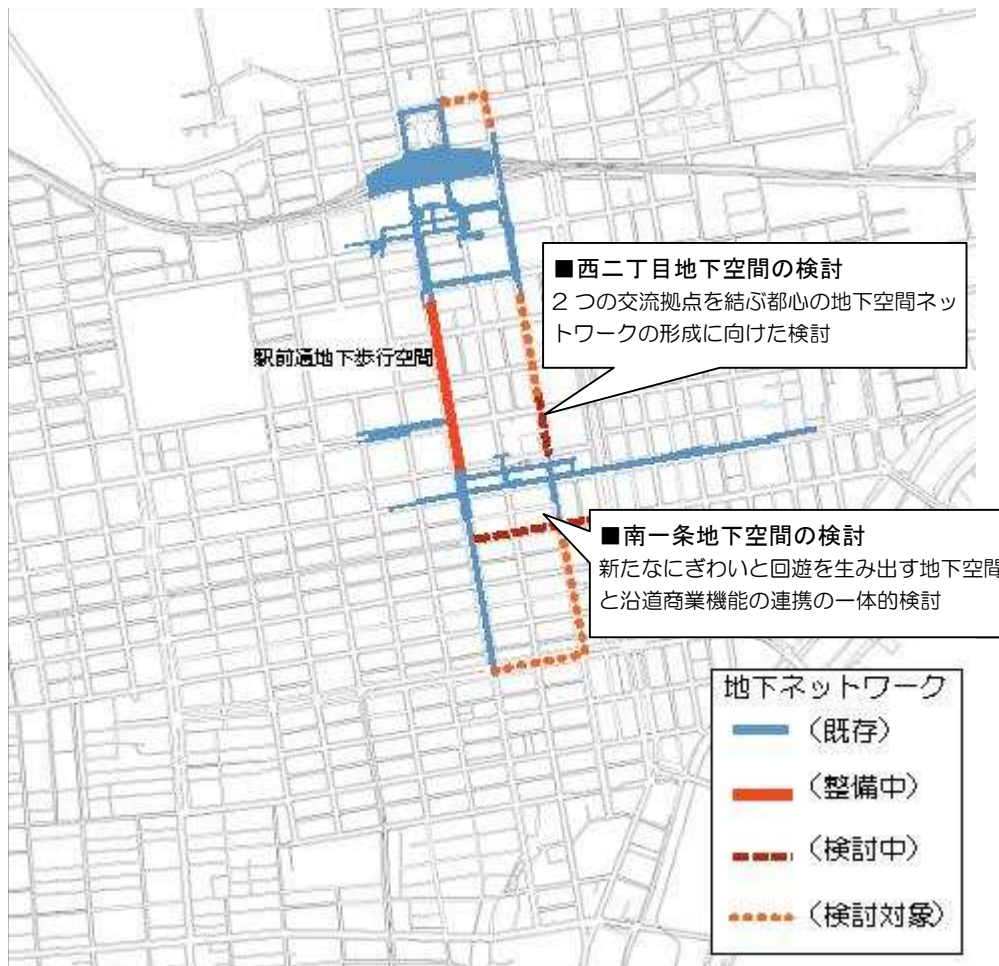 ■西二丁目地下空間の検討
2つの交流拠点を結ぶ都心の地下空間ネッ
トワークの形成に向けた検討
駅前通地下歩行空間
■南一条地下空間の検討
新たなにぎわいと回遊を生み出す地下空間
と沿道商業機能の連携の一体的検討
地下ネットワーク
(既存)
(整備中)
(検討中)
(検討対象)